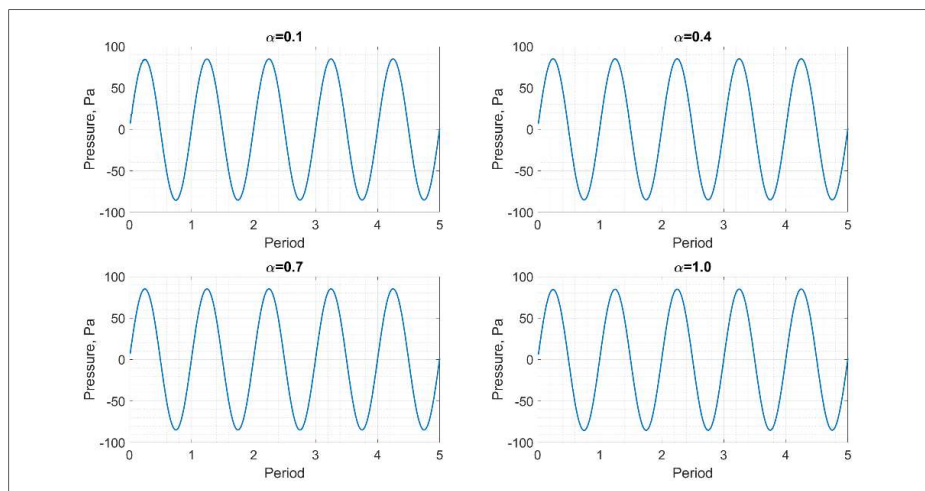 α=0.1
100
50
0
-50
-100
Pressure, Pa
0 1 2 3 4 5
Period
α=0.4
100
50
0
-50
-100
Pressure, Pa
0 1 2 3 4 5
Period
α=0.7
100
50
0
-50
-100
Pressure, Pa
0 1 2 3 4 5
Period
α=1.0
100
50
0
-50
-100
Pressure, Pa
0 1 2 3 4 5
Period